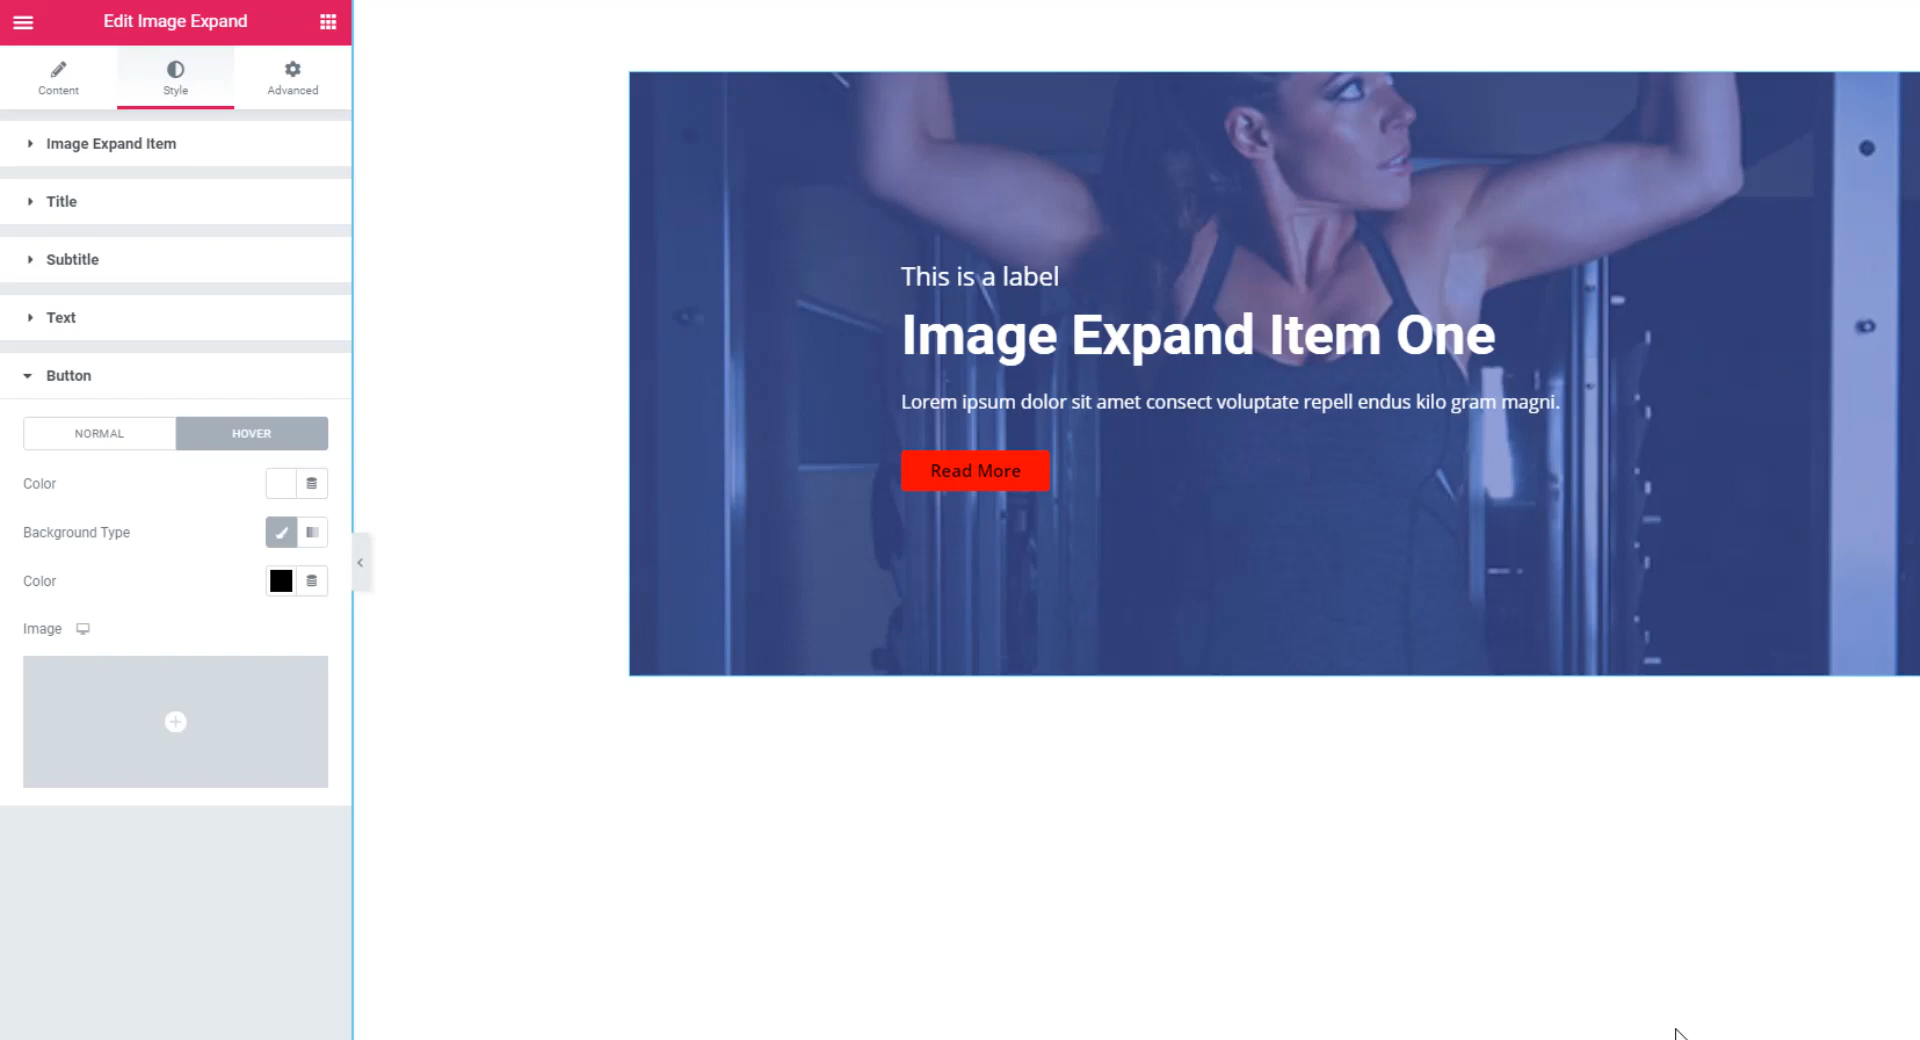 Edit Image Expand
Content
Style
Advanced
Image Expand Item
Title
Subtitle
Text
Button
NORMAL
HOVER
Color
Background Type
Color
Image
This is a label
Image Expand Item One
Lorem ipsum dolor sit amet consect voluptate repell endus kilo gram magni.
Read More